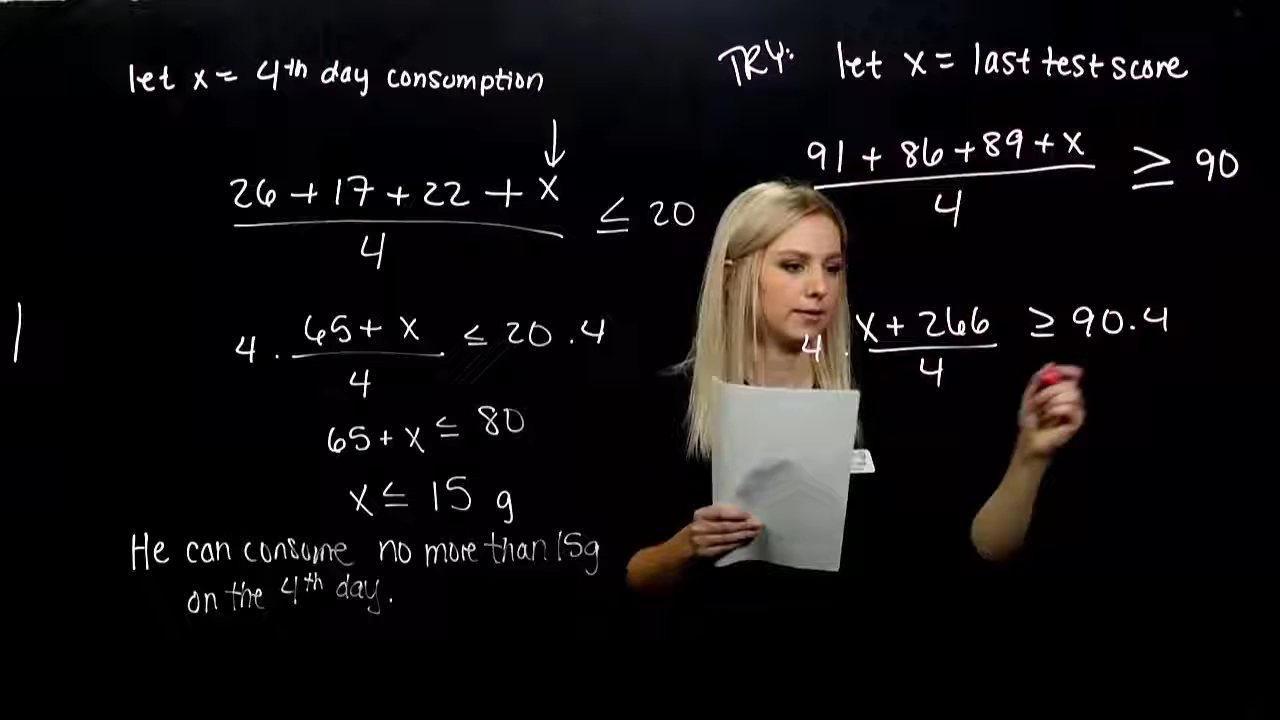 let x = 4th day consumption
26 + 17 + 22 + x
4
≤ 20
4 · 65 + x ≤ 20 . 4
4
65 + x ≤ 80
x ≤ 15 g
He can consume no more than 15g
on the 4th day.
TRY: let x = last test score
91 + 86 + 89 + x ≥ 90
4
4 · x + 266 ≥ 90 . 4
4